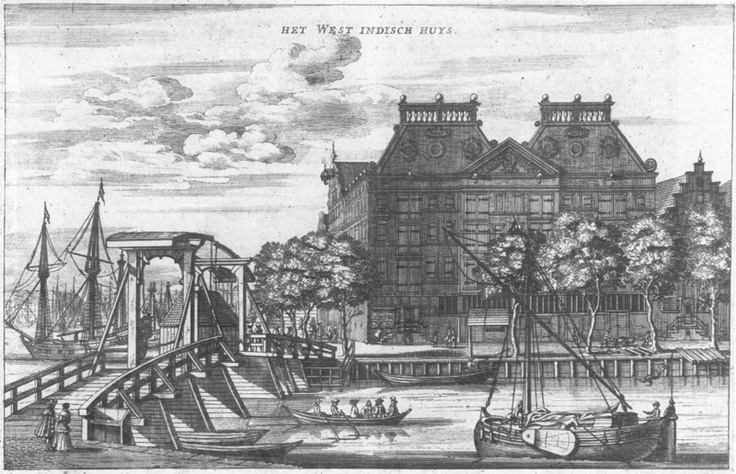 HET WEST INDISCH HUYS.